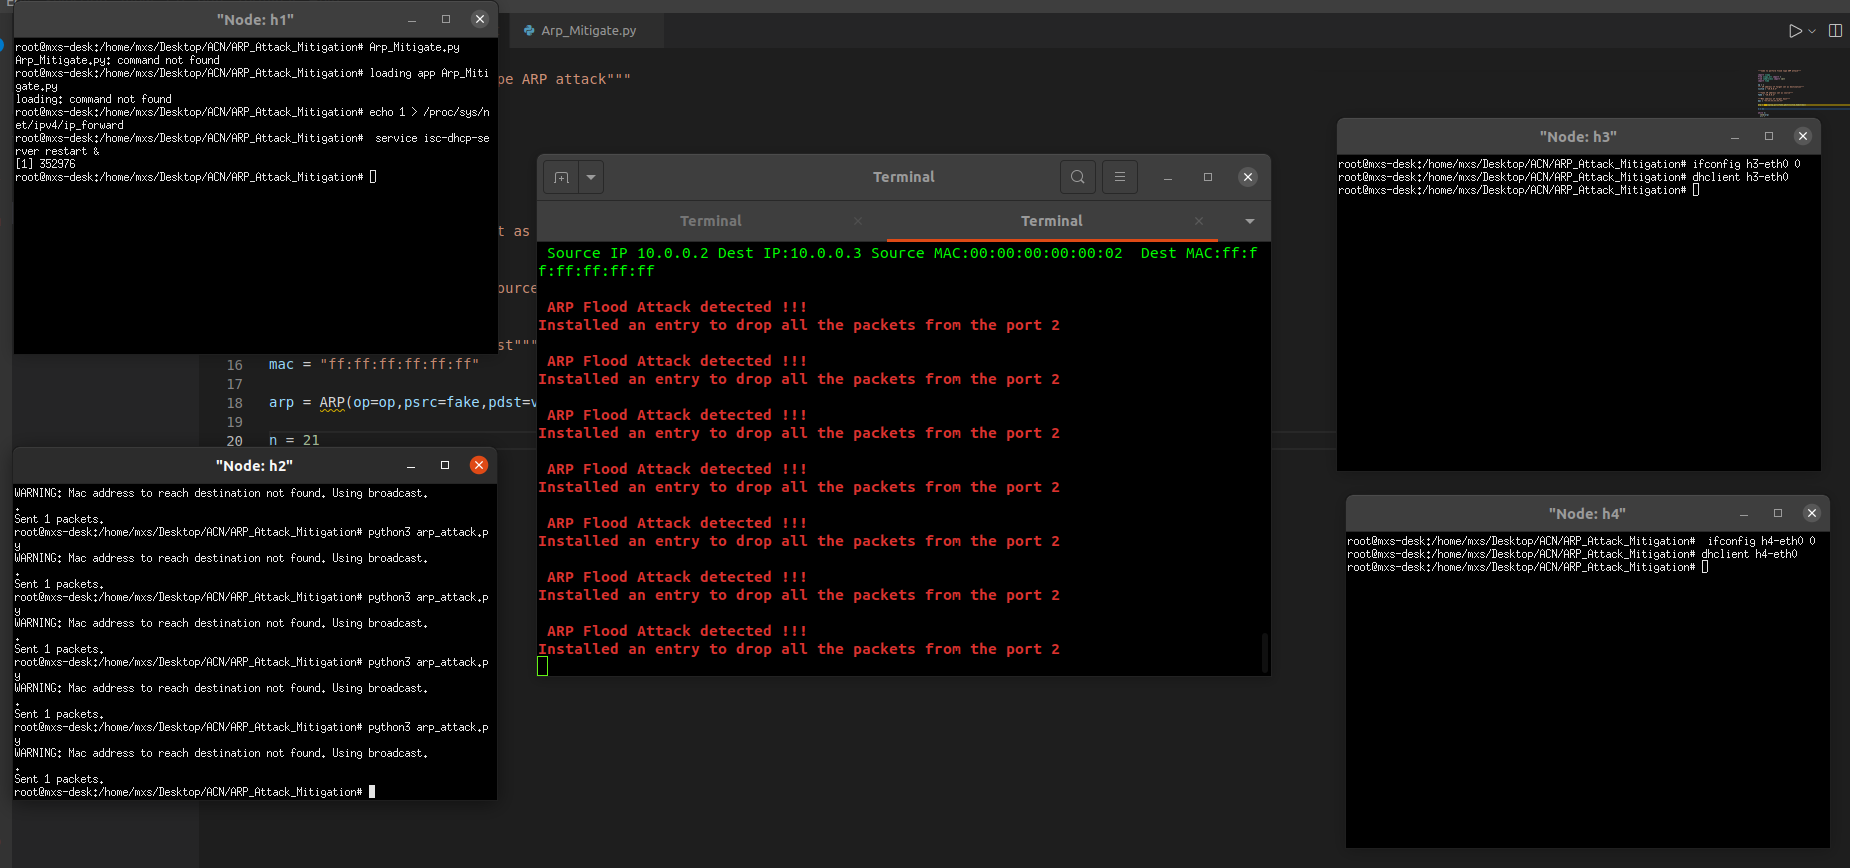 "Node: h1"
root@mxs-desk:/home/mxs/Desktop/ACN/ARP_Attack_Mitigation# Arp_Mitigate.py
Arp_Mitigate.py: command not found
root@mxs-desk:/home/mxs/Desktop/ACN/ARP_Attack_Mitigation# loading app Arp_Miti
gate.py
loading: command not found
root@mxs-desk:/home/mxs/Desktop/ACN/ARP_Attack_Mitigation# echo 1 > /proc/sys/n
et/ipv4/ip_forward
root@mxs-desk:/home/mxs/Desktop/ACN/ARP_Attack_Mitigation#  service isc-dhcp-se
rver restart &
[1] 352976
root@mxs-desk:/home/mxs/Desktop/ACN/ARP_Attack_Mitigation#
Arp_Mitigate.py
pe ARP attack"""
t as
ource
st"""
16 mac = "ff:ff:ff:ff:ff:ff"
17
18 arp = ARP(op=op,psrc=fake,pdst=v
19
20 n = 21
"Node: h2"
WARNING: Mac address to reach destination not found. Using broadcast.
.
Sent 1 packets.
root@mxs-desk:/home/mxs/Desktop/ACN/ARP_Attack_Mitigation# python3 arp_attack.p
y
WARNING: Mac address to reach destination not found. Using broadcast.
.
Sent 1 packets.
root@mxs-desk:/home/mxs/Desktop/ACN/ARP_Attack_Mitigation# python3 arp_attack.p
y
WARNING: Mac address to reach destination not found. Using broadcast.
.
Sent 1 packets.
root@mxs-desk:/home/mxs/Desktop/ACN/ARP_Attack_Mitigation# python3 arp_attack.p
y
WARNING: Mac address to reach destination not found. Using broadcast.
.
Sent 1 packets.
root@mxs-desk:/home/mxs/Desktop/ACN/ARP_Attack_Mitigation# python3 arp_attack.p
y
WARNING: Mac address to reach destination not found. Using broadcast.
.
Sent 1 packets.
root@mxs-desk:/home/mxs/Desktop/ACN/ARP_Attack_Mitigation#
Terminal
Terminal
Terminal
Source IP 10.0.0.2 Dest IP:10.0.0.3 Source MAC:00:00:00:00:00:02  Dest MAC:ff:f
f:ff:ff:ff:ff
ARP Flood Attack detected !!!
Installed an entry to drop all the packets from the port 2
ARP Flood Attack detected !!!
Installed an entry to drop all the packets from the port 2
ARP Flood Attack detected !!!
Installed an entry to drop all the packets from the port 2
ARP Flood Attack detected !!!
Installed an entry to drop all the packets from the port 2
ARP Flood Attack detected !!!
Installed an entry to drop all the packets from the port 2
ARP Flood Attack detected !!!
Installed an entry to drop all the packets from the port 2
ARP Flood Attack detected !!!
Installed an entry to drop all the packets from the port 2
"Node: h3"
root@mxs-desk:/home/mxs/Desktop/ACN/ARP_Attack_Mitigation# ifconfig h3-eth0 0
root@mxs-desk:/home/mxs/Desktop/ACN/ARP_Attack_Mitigation# dhclient h3-eth0
root@mxs-desk:/home/mxs/Desktop/ACN/ARP_Attack_Mitigation#
"Node: h4"
root@mxs-desk:/home/mxs/Desktop/ACN/ARP_Attack_Mitigation#  ifconfig h4-eth0 0
root@mxs-desk:/home/mxs/Desktop/ACN/ARP_Attack_Mitigation# dhclient h4-eth0
root@mxs-desk:/home/mxs/Desktop/ACN/ARP_Attack_Mitigation#